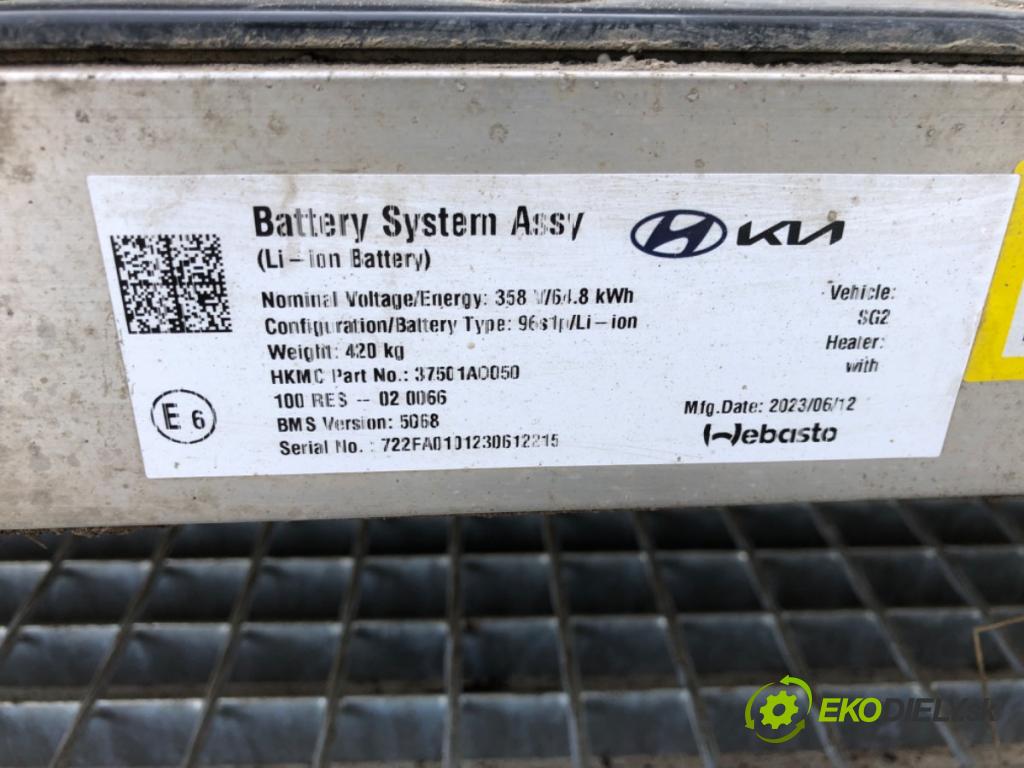 Battery System Assy
KIA
(Li-Ion Battery)
Nominal Voltage/Energy: 358 V/64.8 kWh
Configuration/Battery Type: 96s1p/Li-ion
Weight: 420 kg
HKMC Part No.: 37501AO050
100 RES -- 02 0066
BMS Version: 5068
Serial No. : 722FA0101230612215
E 6
Vehicle:
SG2
Heater:
with
Mfg.Date: 2023/06/12
Webasto
EKODIELY.SK